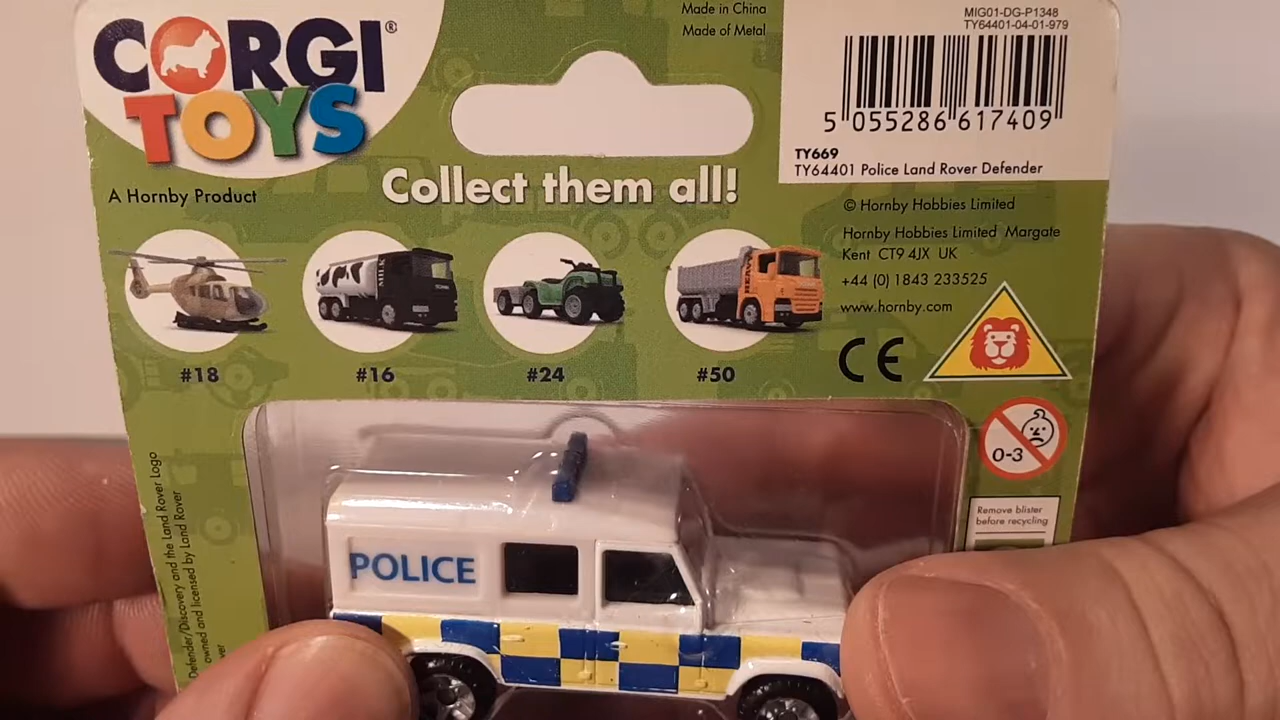 CORGI®
TOYS
A Hornby Product
Made in China
Made of Metal
MIG01-DG-P1348
TY64401-04-01-979
5 055286 617409
TY669
TY64401 Police Land Rover Defender
Collect them all!
© Hornby Hobbies Limited
Hornby Hobbies Limited Margate
Kent CT9 4JX UK
+44 (0) 1843 233525
www.hornby.com
MILK
HEAVY
#18
#16
#24
#50
CE
0-3
Remove blister
before recycling
Defender/Discovery and the Land Rover Logo
owned and licensed by Land Rover
POLICE